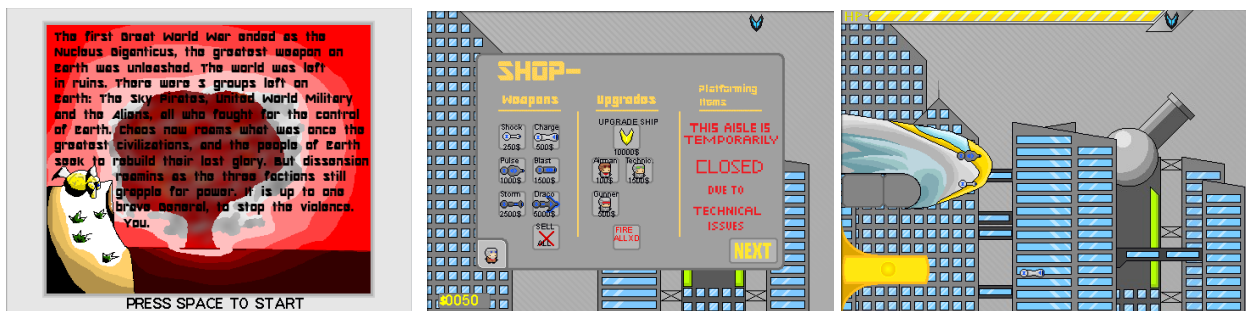 The first Great World War ended as the
Nucleus Giganticus, the greatest weapon on
Earth was unleashed. The world was left
in ruins. There were 3 groups left on
Earth: The Sky Pirates, United World Military
and the Aliens, all who fought for the control
of Earth. Chaos now roams what was once the
greatest civilizations, and the people of Earth
seek to rebuild their lost glory. But dissension
remains as the three factions still
grapple for power. It is up to one
brave General, to stop the violence.
You.
PRESS SPACE TO START
SHOP-
Weapons
Upgrades
Platforming
Items
Shock
250$
Charge
500$
Pulse
1000$
Blast
1500$
Storm
2500$
Draco
5000$
SELL
ALL
UPGRADE SHIP
10000$
Airman
100$
Technic.
1500$
Gunner
500$
FIRE
ALL XD
THIS AISLE IS
TEMPORARILY
CLOSED
DUE TO
TECHNICAL
ISSUES
NEXT
$0050
HP